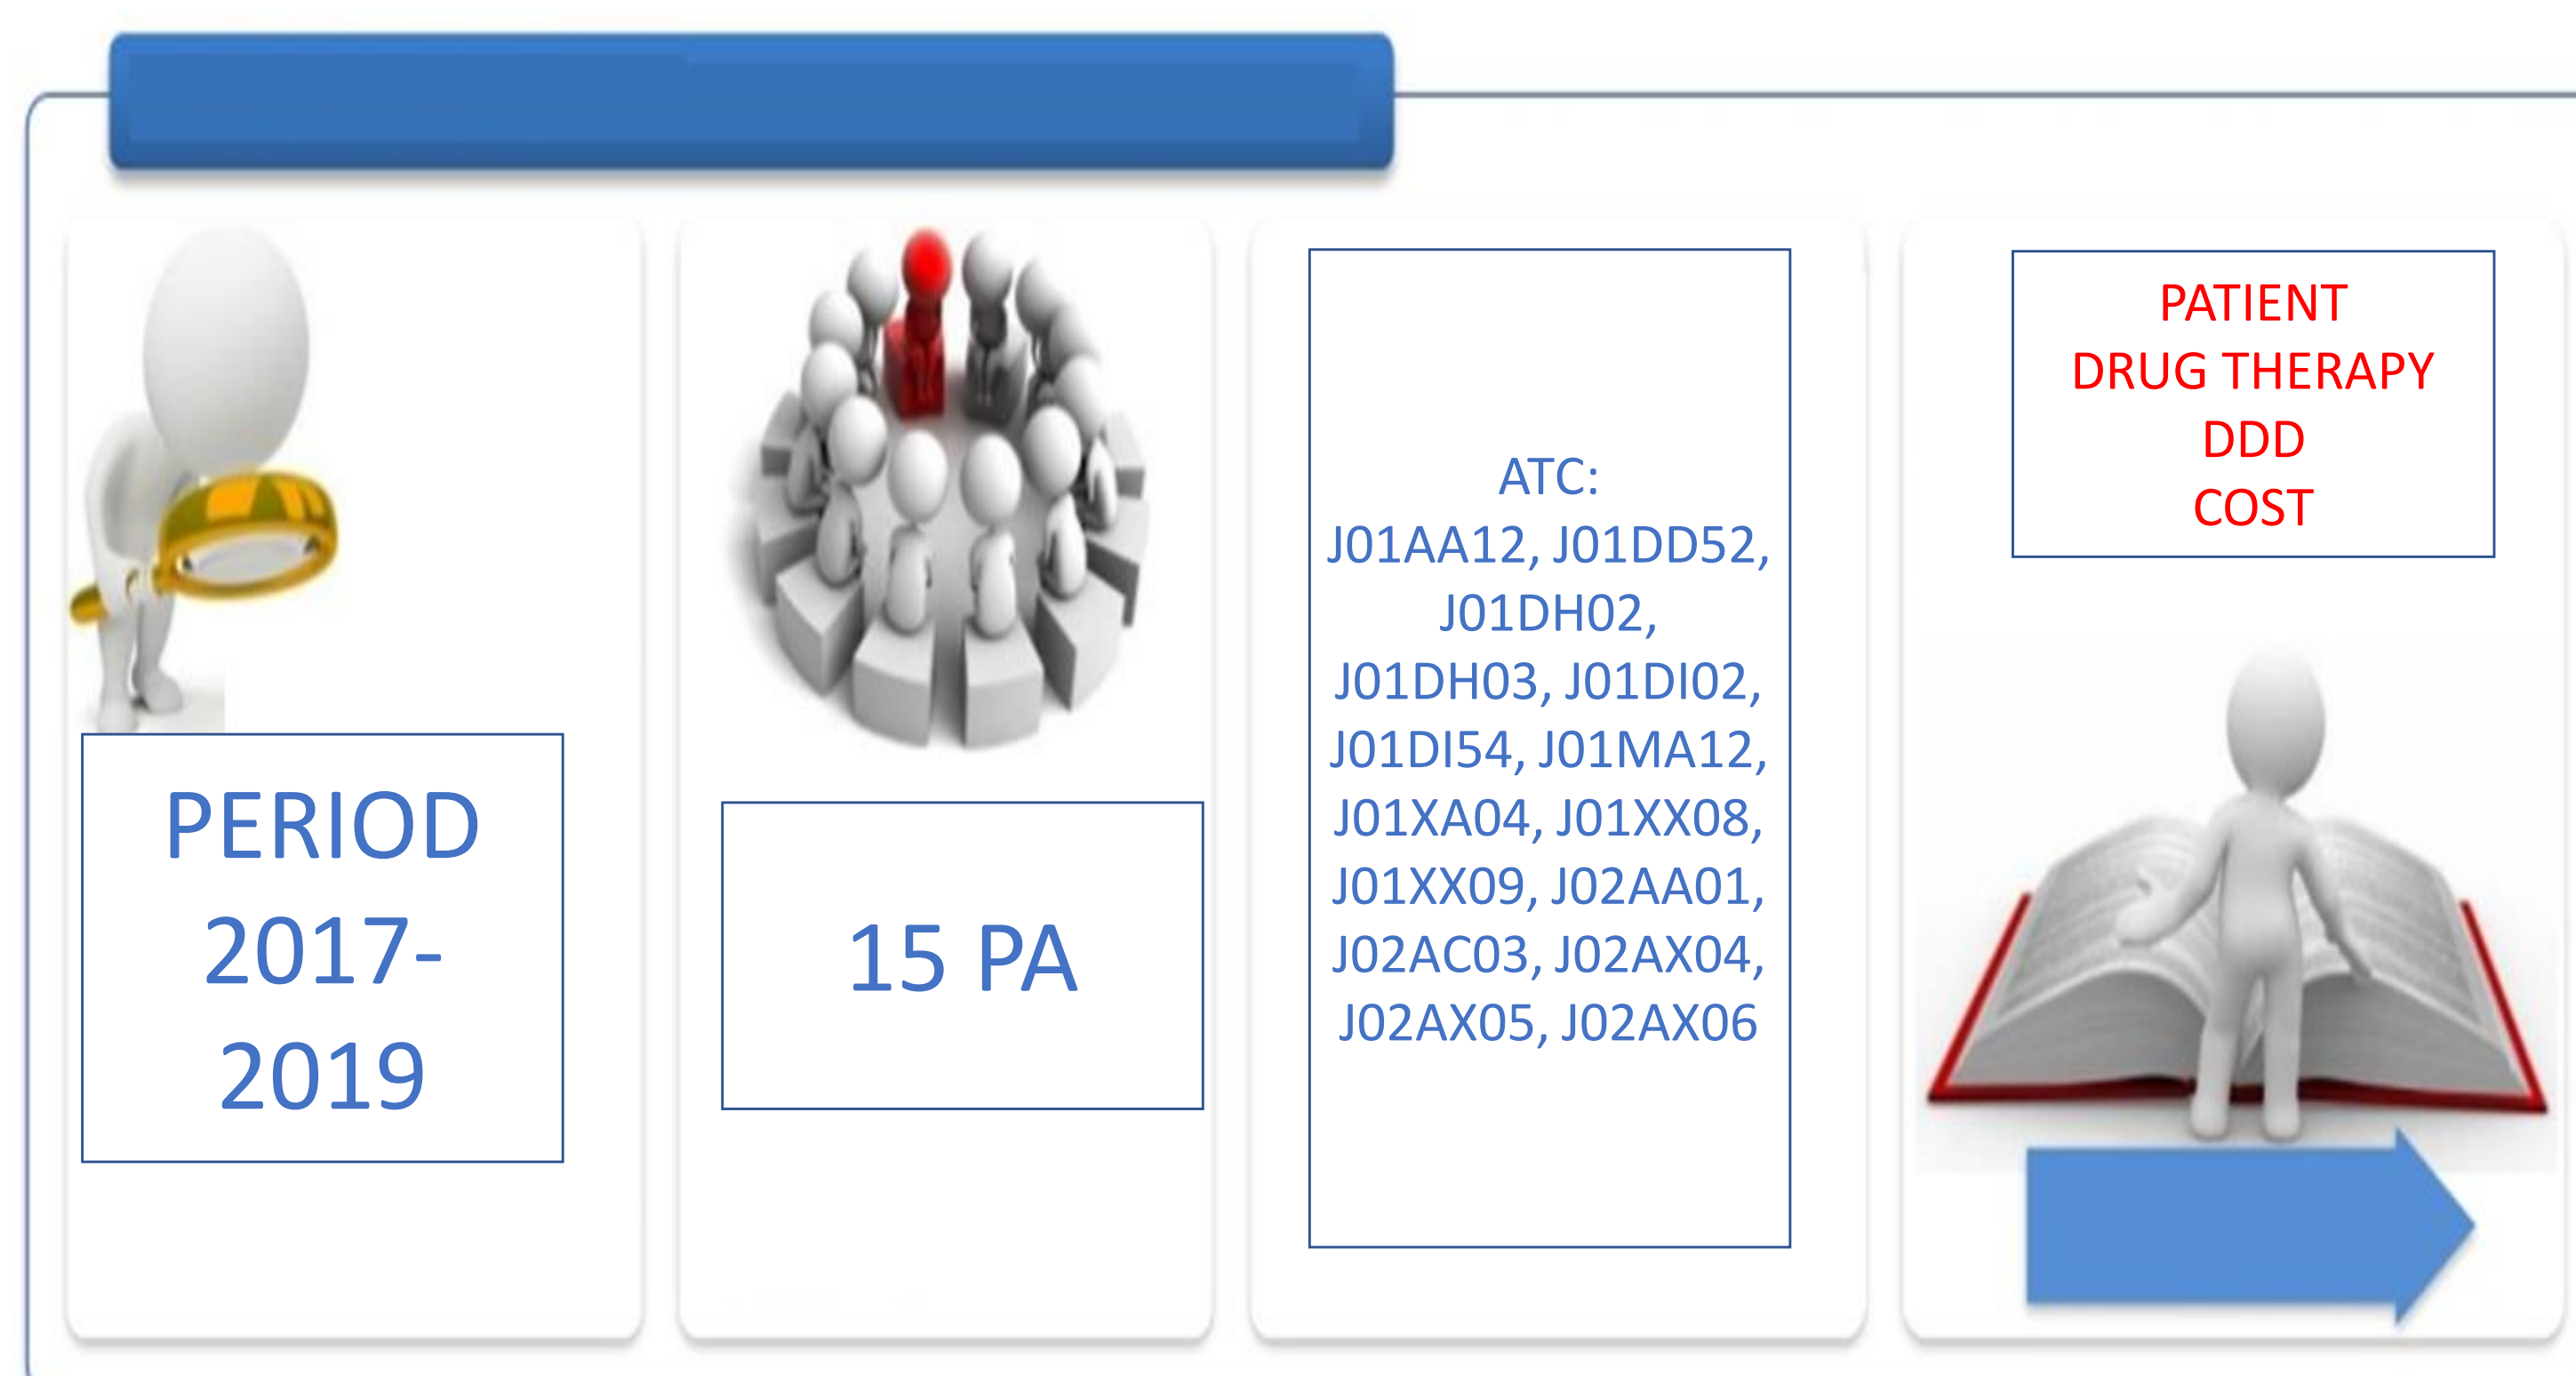 PERIOD
2017-
2019
15 PA
ATC:
J01AA12, J01DD52,
J01DH02,
J01DH03, J01DI02,
J01DI54, J01MA12,
J01XA04, J01XX08,
J01XX09, J02AA01,
J02AC03, J02AX04,
J02AX05, J02AX06
PATIENT
DRUG THERAPY
DDD
COST